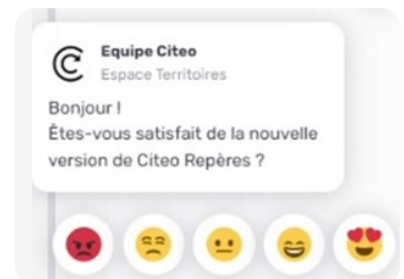 Equipe Citeo
Espace Territoires
Bonjour !
Êtes-vous satisfait de la nouvelle
version de Citeo Repères ?